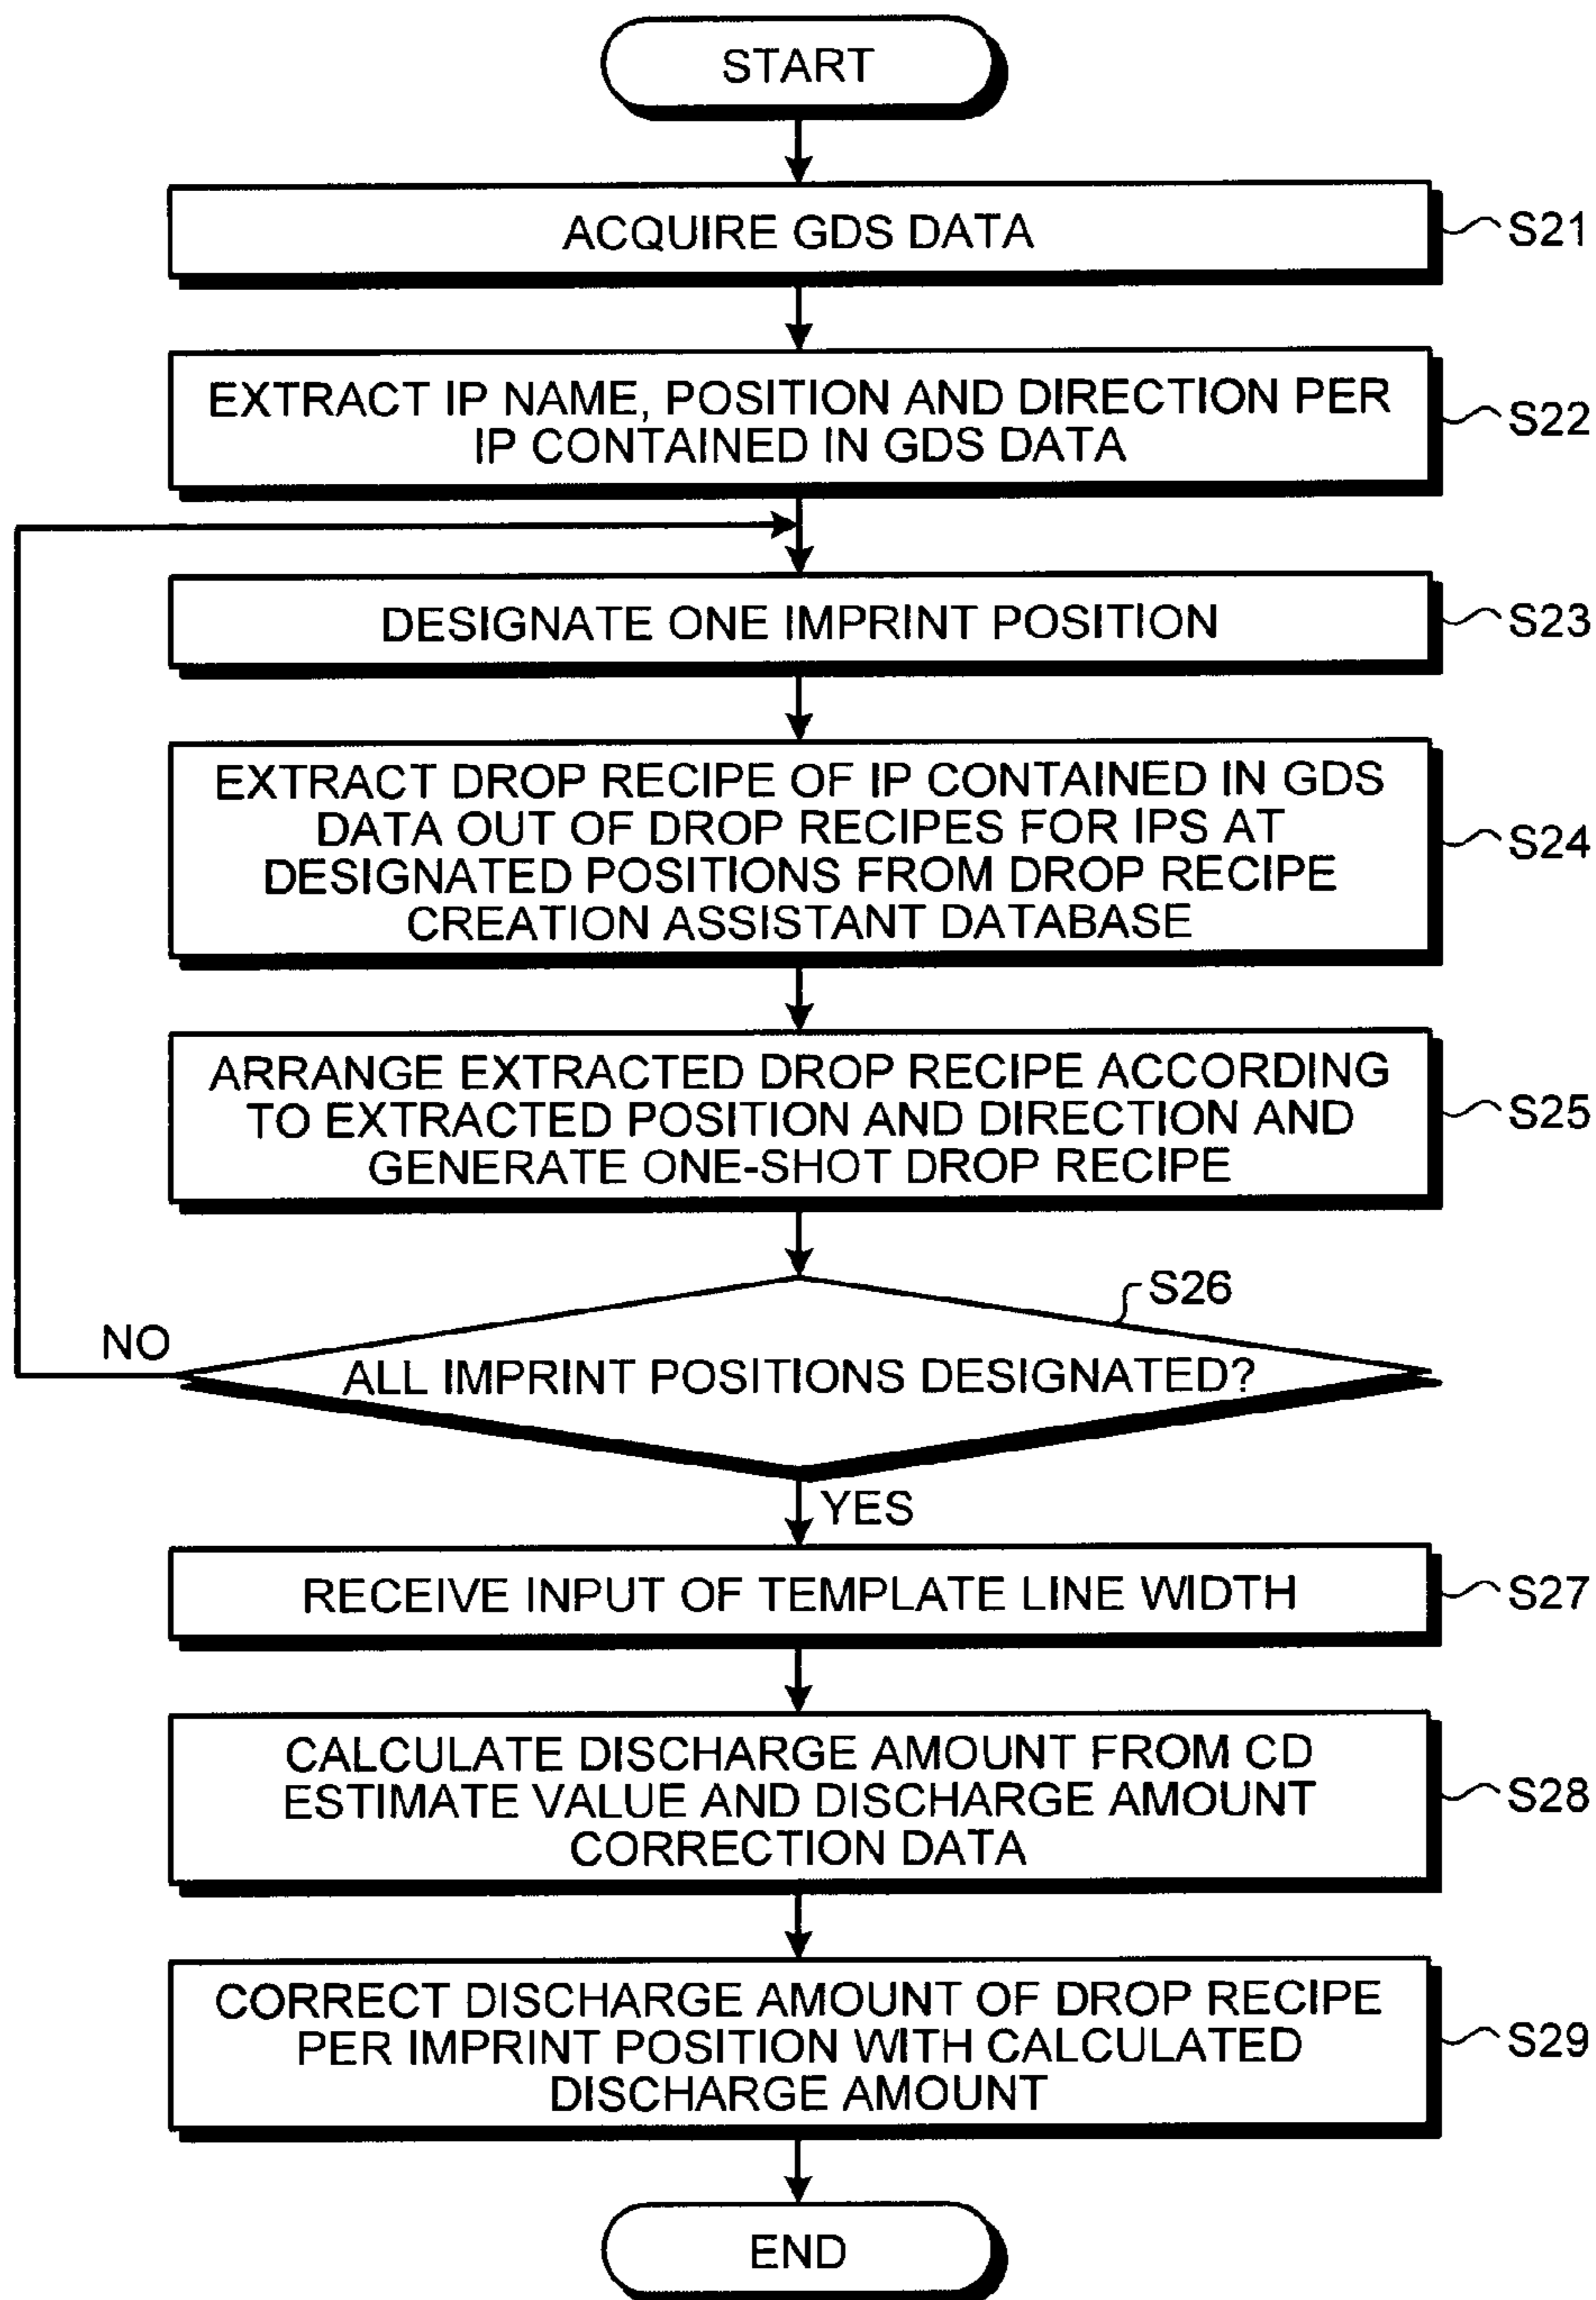 START
ACQUIRE GDS DATA
S21
EXTRACT IP NAME, POSITION AND DIRECTION PER
IP CONTAINED IN GDS DATA
S22
DESIGNATE ONE IMPRINT POSITION
S23
EXTRACT DROP RECIPE OF IP CONTAINED IN GDS
DATA OUT OF DROP RECIPES FOR IPS AT
DESIGNATED POSITIONS FROM DROP RECIPE
CREATION ASSISTANT DATABASE
S24
ARRANGE EXTRACTED DROP RECIPE ACCORDING
TO EXTRACTED POSITION AND DIRECTION AND
GENERATE ONE-SHOT DROP RECIPE
S25
S26
NO
ALL IMPRINT POSITIONS DESIGNATED?
YES
RECEIVE INPUT OF TEMPLATE LINE WIDTH
S27
CALCULATE DISCHARGE AMOUNT FROM CD
ESTIMATE VALUE AND DISCHARGE AMOUNT
CORRECTION DATA
S28
CORRECT DISCHARGE AMOUNT OF DROP RECIPE
PER IMPRINT POSITION WITH CALCULATED
DISCHARGE AMOUNT
S29
END